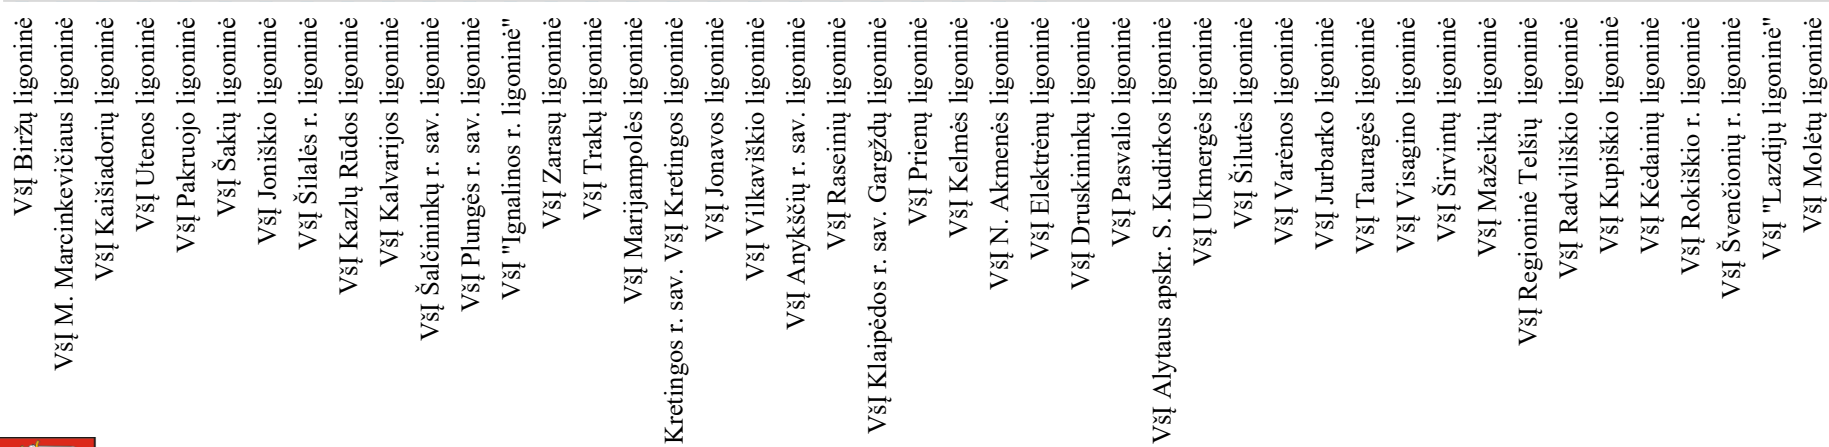 VšĮ Biržų ligoninė
VšĮ M. Marcinkevičiaus ligoninė
VšĮ Kaišiadorių ligoninė
VšĮ Utenos ligoninė
VšĮ Pakruojo ligoninė
VšĮ Šakių ligoninė
VšĮ Joniškio ligoninė
VšĮ Šilalės r. ligoninė
VšĮ Kazlų Rūdos ligoninė
VšĮ Kalvarijos ligoninė
VšĮ Šalčininkų r. sav. ligoninė
VšĮ Plungės r. sav. ligoninė
VšĮ "Ignalinos r. ligoninė"
VšĮ Zarasų ligoninė
VšĮ Trakų ligoninė
VšĮ Marijampolės ligoninė
Kretingos r. sav. VšĮ Kretingos ligoninė
VšĮ Jonavos ligoninė
VšĮ Vilkaviškio ligoninė
VšĮ Anykščių r. sav. ligoninė
VšĮ Raseinių ligoninė
VšĮ Klaipėdos r. sav. Gargždų ligoninė
VšĮ Prienų ligoninė
VšĮ Kelmės ligoninė
VšĮ N. Akmenės ligoninė
VšĮ Elektrėnų ligoninė
VšĮ Druskininkų ligoninė
VšĮ Pasvalio ligoninė
VšĮ Alytaus apskr. S. Kudirkos ligoninė
VšĮ Ukmergės ligoninė
VšĮ Šilutės ligoninė
VšĮ Varėnos ligoninė
VšĮ Jurbarko ligoninė
VšĮ Tauragės ligoninė
VšĮ Visagino ligoninė
VšĮ Širvintų ligoninė
VšĮ Mažeikių ligoninė
VšĮ Regioninė Telšių ligoninė
VšĮ Radviliškio ligoninė
VšĮ Kupiškio ligoninė
VšĮ Kėdainių ligoninė
VšĮ Rokiškio r. ligoninė
VšĮ Švenčionių r. ligoninė
VšĮ "Lazdijų ligoninė"
VšĮ Molėtų ligoninė